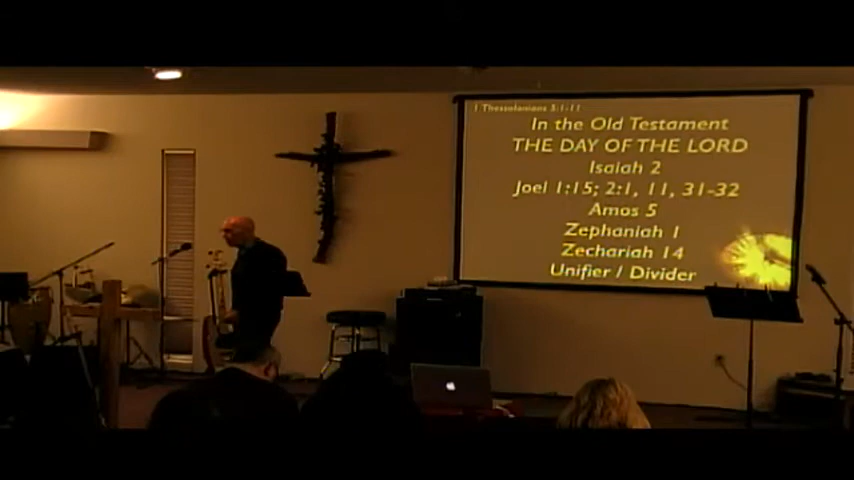 1 Thessalonians 5:1-11
In the Old Testament
THE DAY OF THE LORD
Isaiah 2
Joel 1:15; 2:1, 11, 31-32
Amos 5
Zephaniah 1
Zechariah 14
Unifier / Divider